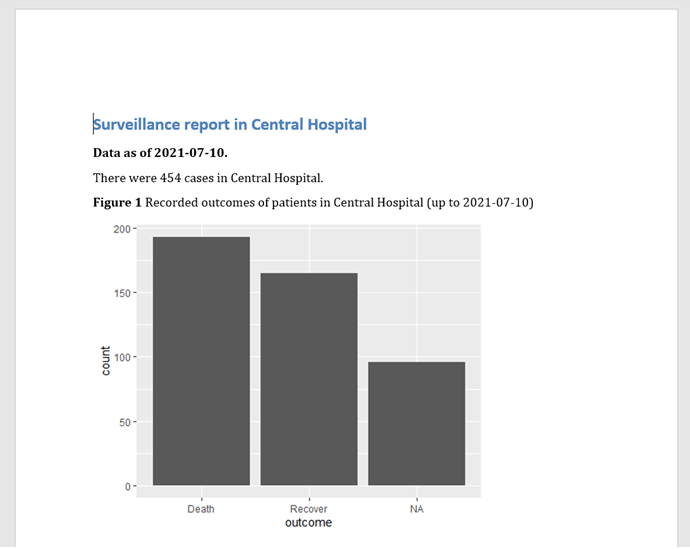 Surveillance report in Central Hospital
Data as of 2021-07-10.
There were 454 cases in Central Hospital.
Figure 1 Recorded outcomes of patients in Central Hospital (up to 2021-07-10)
200
150
100
50
0
count
Death Recover NA
outcome